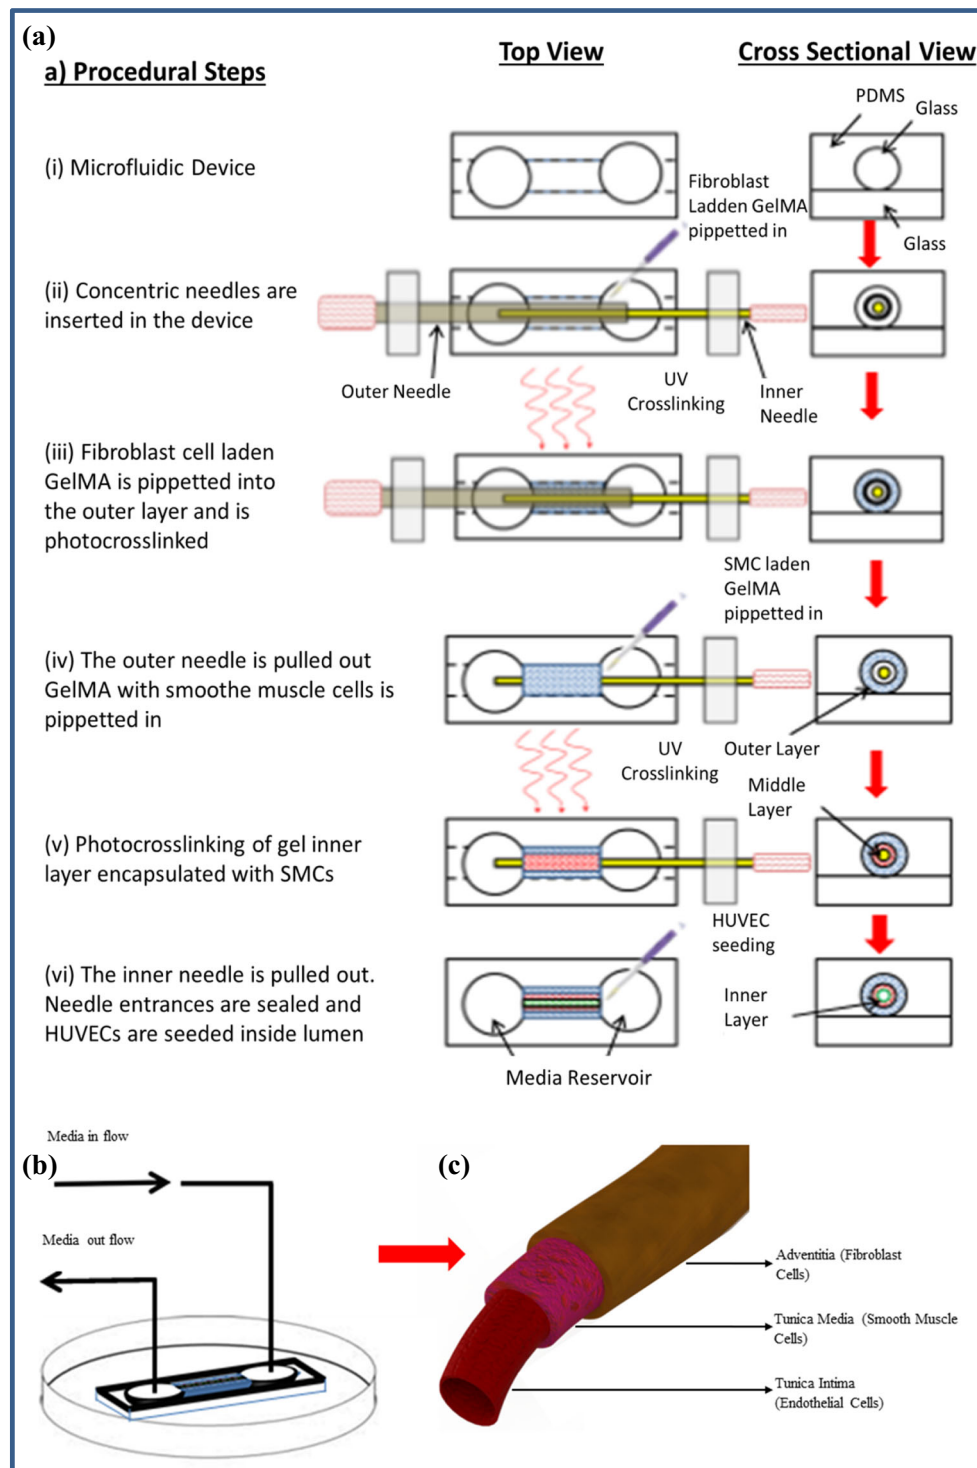 (a)
a) Procedural Steps
Top View
Cross Sectional View
PDMS
Glass
(i) Microfluidic Device
Glass
Fibroblast
Ladden GelMA
pippetted in
(ii) Concentric needles are
inserted in the device
Outer Needle
UV
Crosslinking
Inner
Needle
(iii) Fibroblast cell laden
GelMA is pippetted into
the outer layer and is
photocrosslinked
SMC laden
GelMA
pippetted in
(iv) The outer needle is pulled out
GelMA with smoothe muscle cells is
pippetted in
UV
Crosslinking
Outer Layer
Middle
Layer
(v) Photocrosslinking of gel inner
layer encapsulated with SMCs
HUVEC
seeding
(vi) The inner needle is pulled out.
Needle entrances are sealed and
HUVECs are seeded inside lumen
Inner
Layer
Media Reservoir
(b)
Media in flow
Media out flow
(c)
Adventitia (Fibroblast
Cells)
Tunica Media (Smooth Muscle
Cells)
Tunica Intima
(Endothelial Cells)